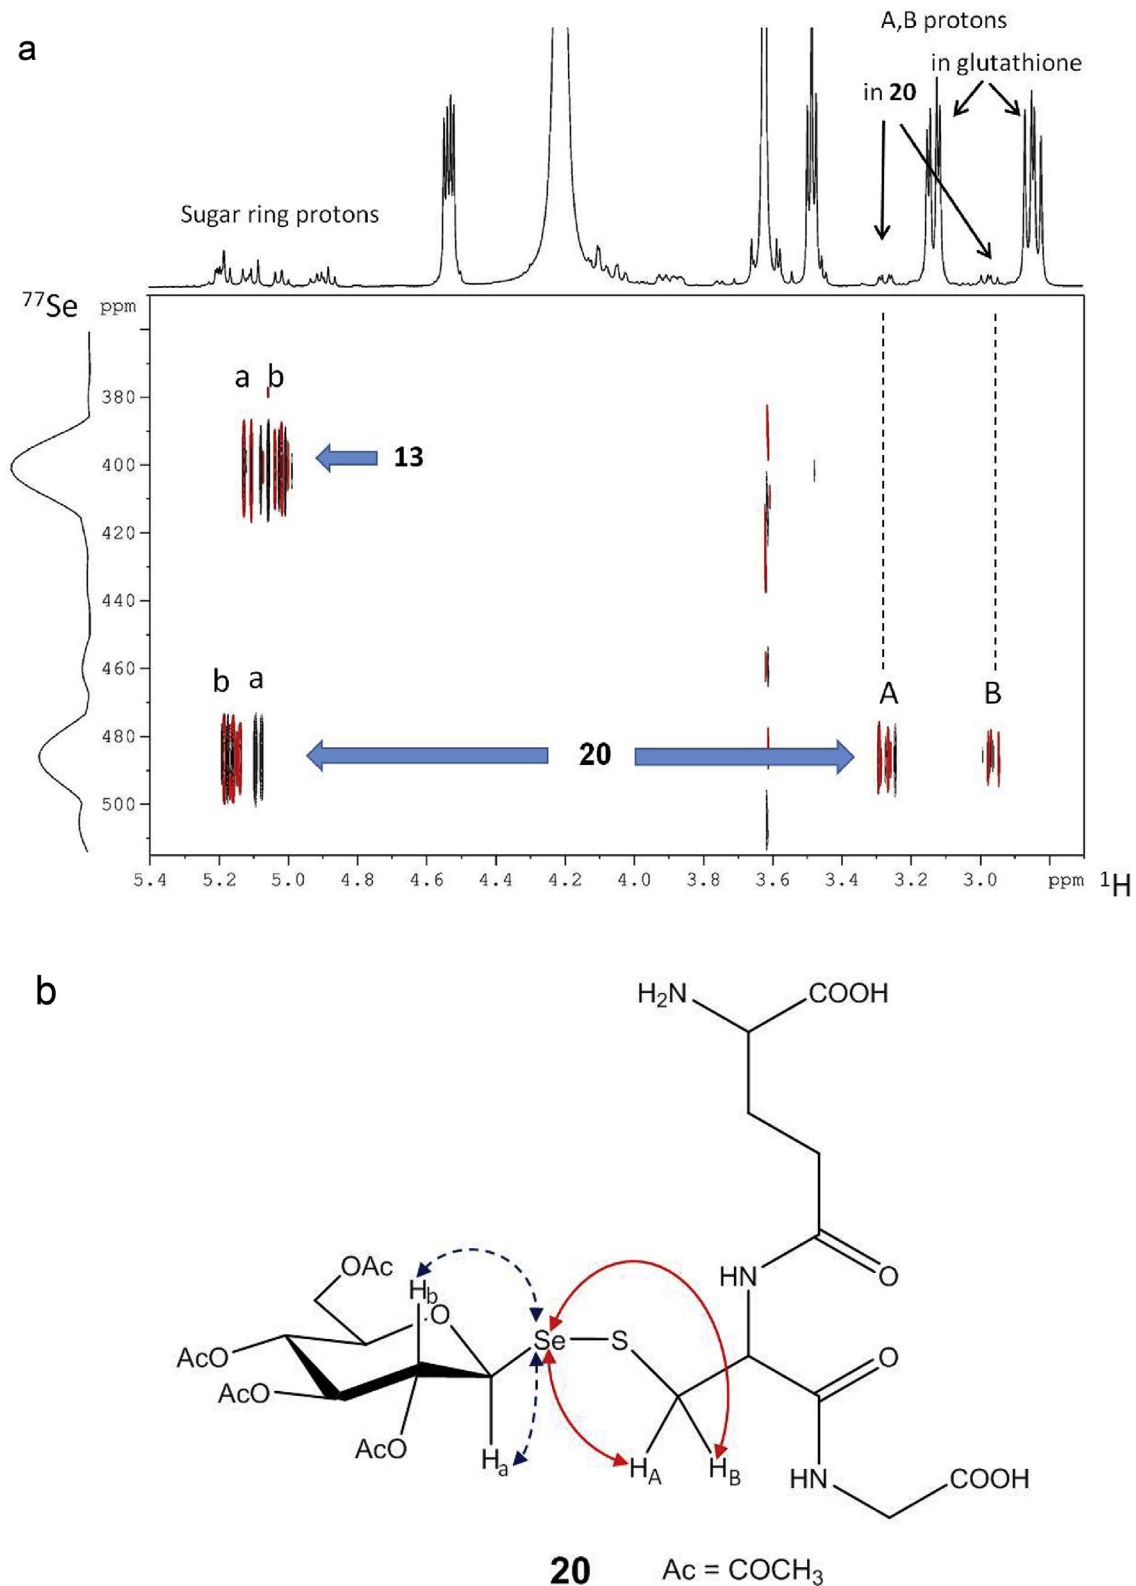 a
A,B protons
in glutathione
in 20
Sugar ring protons
77Se ppm
a b
380
13
400
420
440
460
b a
A B
480
20
500
5.4 5.2 5.0 4.8 4.6 4.4 4.2 4.0 3.8 3.6 3.4 3.2 3.0 ppm 1H
b
H2N COOH
HN O
OAc
Hb
O
Se S
O
AcO
AcO
AcO
Ha HA HB HN COOH
20 Ac = COCH3